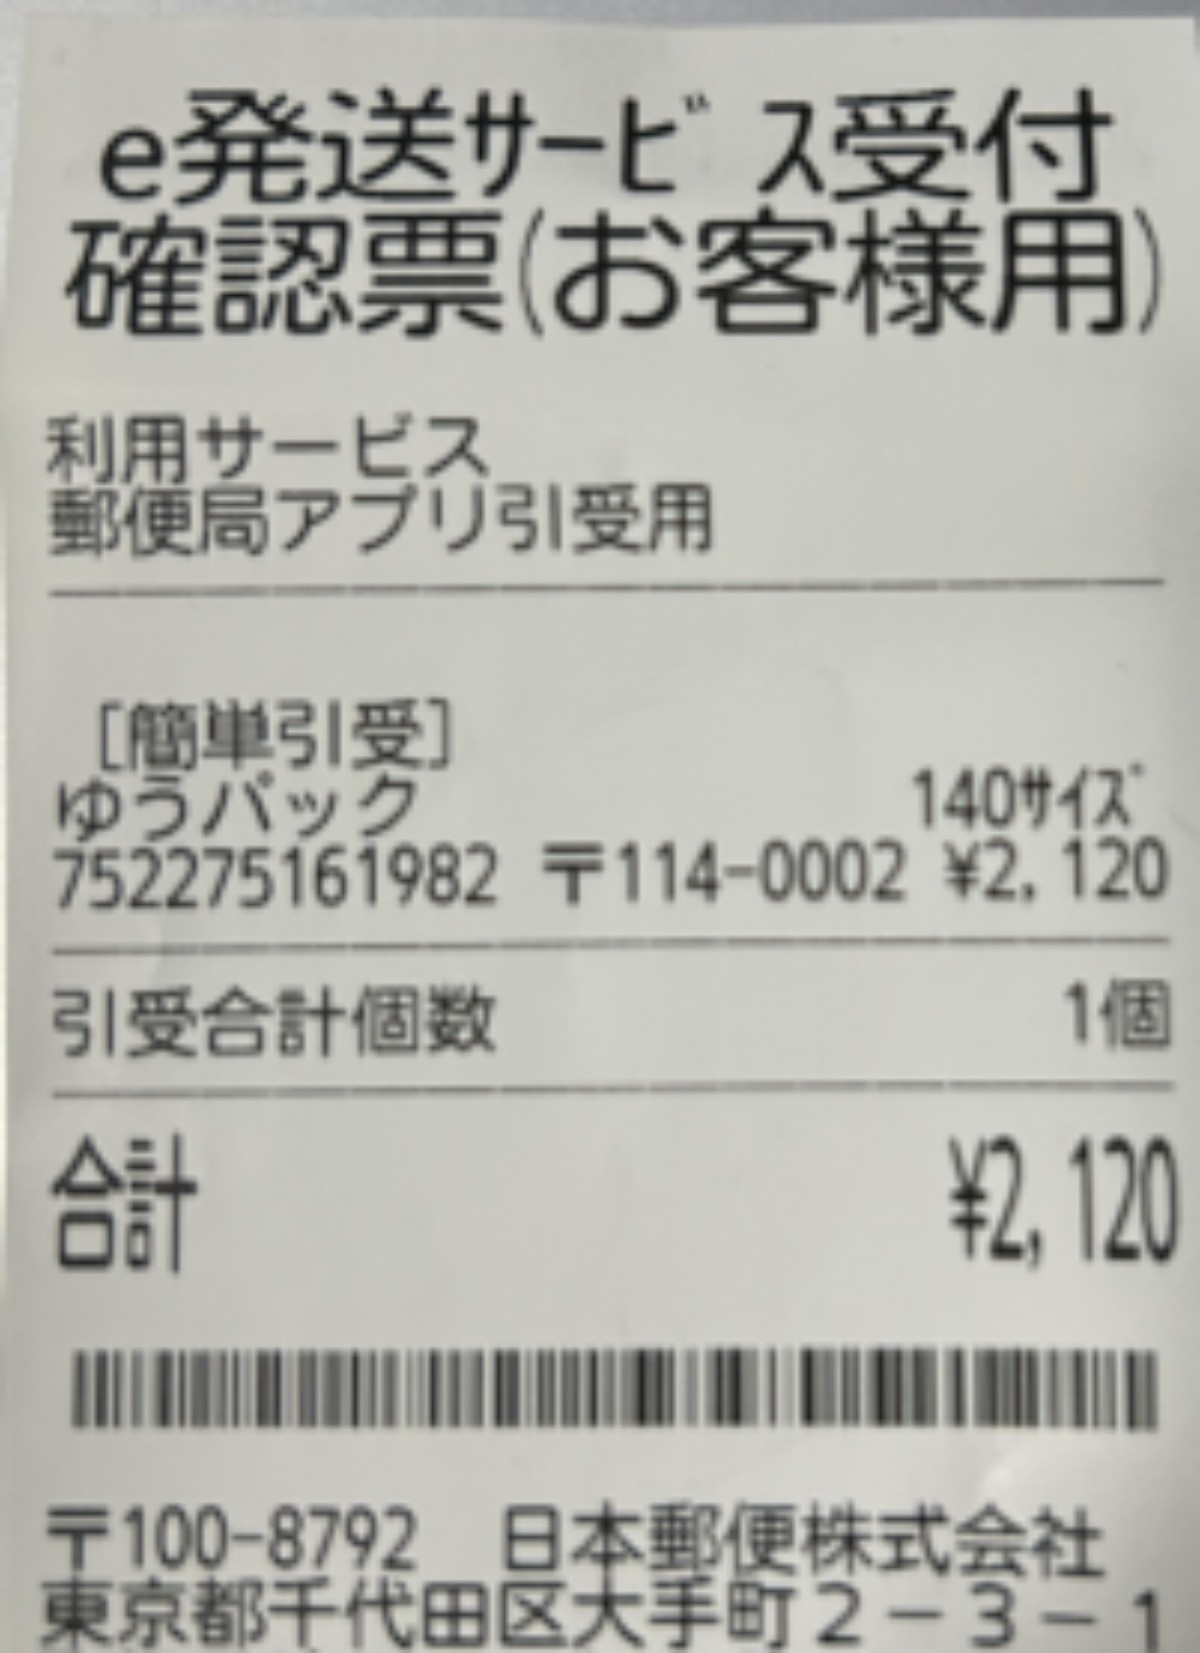 e発送ｻｰﾋﾞｽ受付
確認票(お客様用)
利用サービス
郵便局アプリ引受用
[簡単引受]
ゆうパック 140ｻｲｽﾞ
752275161982 〒114-0002 ¥2,120
引受合計個数 1個
合計 ¥2,120
〒100-8792 日本郵便株式会社
東京都千代田区大手町２－３－１